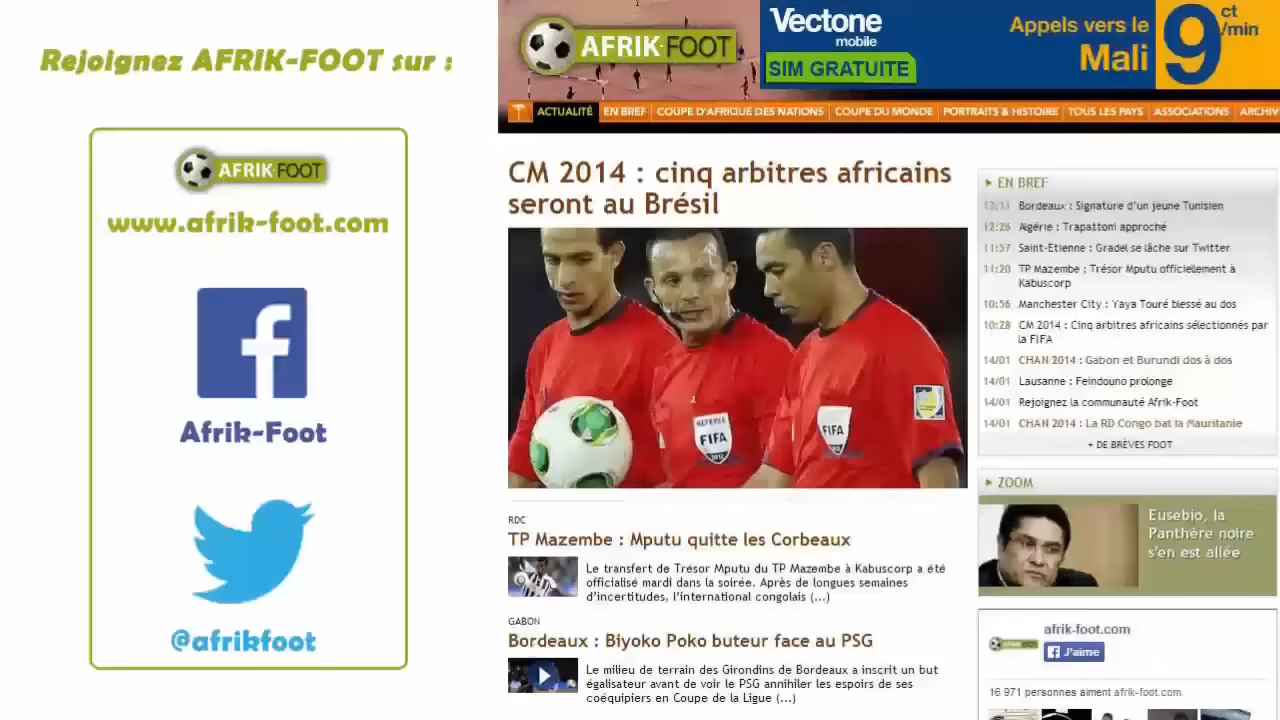 Rejoignez AFRIK-FOOT sur :
AFRIK FOOT
www.afrik-foot.com
f
Afrik-Foot
@afrikfoot
AFRIK-FOOT
Vectone
mobile
SIM GRATUITE
Appels vers le
Mali
9 ct
/min
ACTUALITÉ EN BREF COUPE D'AFRIQUE DES NATIONS COUPE DU MONDE PORTRAITS & HISTOIRE TOUS LES PAYS ASSOCIATIONS ARCHIV
CM 2014 : cinq arbitres africains
seront au Brésil
REFEREE
FIFA
FIFA
RDC
TP Mazembe : Mputu quitte les Corbeaux
Le transfert de Trésor Mputu du TP Mazembe à Kabuscorp a été
officialisé mardi dans la soirée. Après de longues semaines
d'incertitudes, l'international congolais (...)
GABON
Bordeaux : Biyoko Poko buteur face au PSG
Le milieu de terrain des Girondins de Bordeaux a inscrit un but
égalisateur avant de voir le PSG annihiler les espoirs de ses
coéquipiers en Coupe de la Ligue (...)
EN BREF
Bordeaux : Signature d'un jeune Tunisien
Algérie : Trapattoni approché
11:57 Saint-Etienne : Gradel se lâche sur Twitter
11:20 TP Mazembe : Trésor Mputu officiellement à
Kabuscorp
10:56 Manchester City : Yaya Touré blessé au dos
10:28 CM 2014 : Cinq arbitres africains sélectionnés par
la FIFA
14/01 CHAN 2014 : Gabon et Burundi dos à dos
14/01 Lausanne : Feindouno prolonge
14/01 Rejoignez la communauté Afrik-Foot
14/01 CHAN 2014 : La RD Congo bat la Mauritanie
+ DE BRÈVES FOOT
ZOOM
Eusebio, la
Panthère noire
s'en est allée
afrik-foot.com
J'aime
16 971 personnes aiment afrik-foot.com.